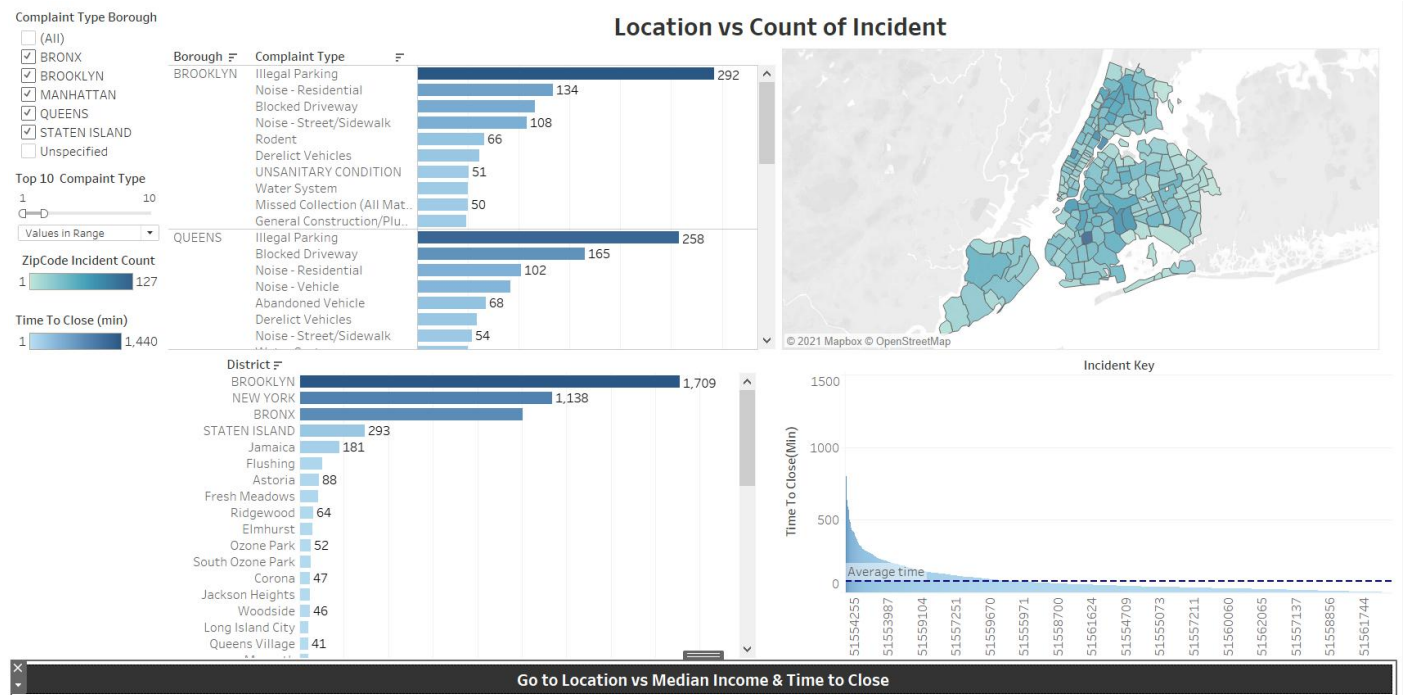 Complaint Type Borough
(All)
BRONX
BROOKLYN
MANHATTAN
QUEENS
STATEN ISLAND
Unspecified
Top 10 Compaint Type
1 10
Values in Range
ZipCode Incident Count
1 127
Time To Close (min)
1 1,440
Location vs Count of Incident
Borough Complaint Type
BROOKLYN Illegal Parking 292
Noise - Residential 134
Blocked Driveway
Noise - Street/Sidewalk 108
Rodent 66
Derelict Vehicles
UNSANITARY CONDITION 51
Water System
Missed Collection (All Mat.. 50
General Construction/Plu..
QUEENS Illegal Parking 258
Blocked Driveway 165
Noise - Residential 102
Noise - Vehicle
Abandoned Vehicle 68
Derelict Vehicles
Noise - Street/Sidewalk 54
© 2021 Mapbox © OpenStreetMap
District
BROOKLYN 1,709
NEW YORK 1,138
BRONX
STATEN ISLAND 293
Jamaica 181
Flushing
Astoria 88
Fresh Meadows
Ridgewood 64
Elmhurst
Ozone Park 52
South Ozone Park
Corona 47
Jackson Heights
Woodside 46
Long Island City
Queens Village 41
Incident Key
Time To Close(Min)
1500
1000
500
0
Average time
51554255
51553987
51559104
51557251
51559670
51555971
51558700
51561624
51554709
51555073
51557211
51560060
51562065
51557137
51558856
51561744
Go to Location vs Median Income & Time to Close